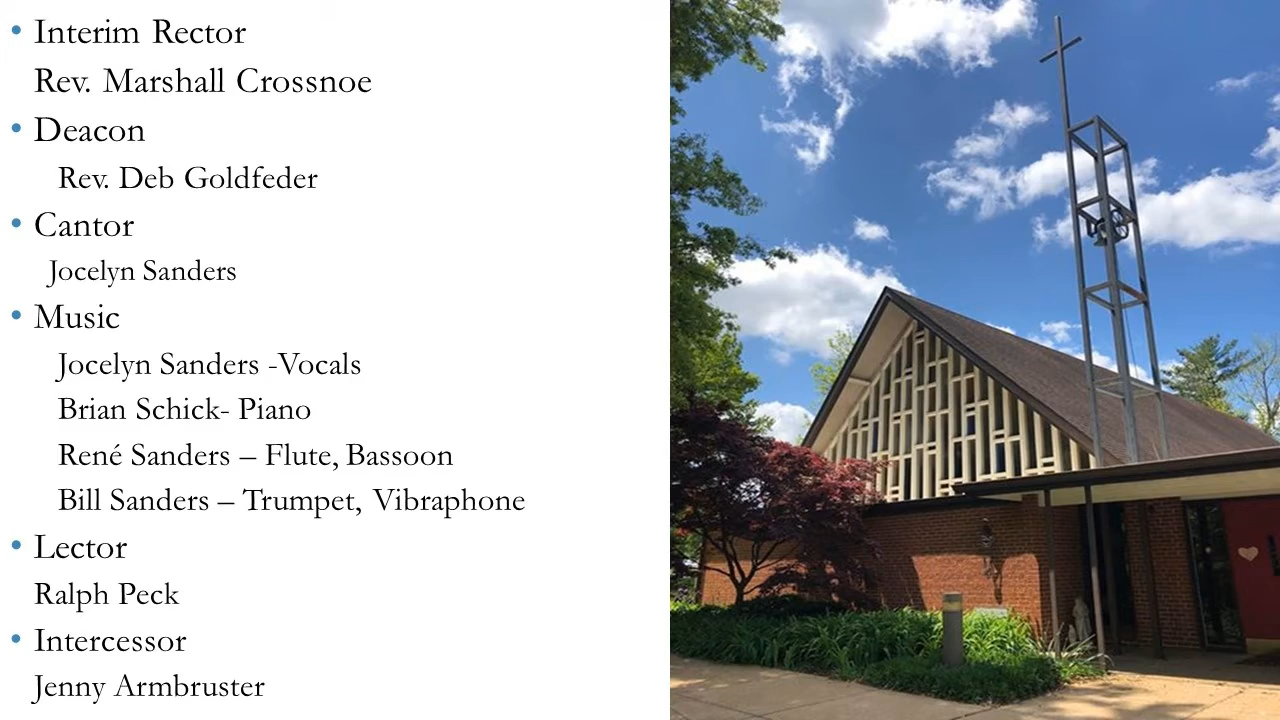 • Interim Rector
Rev. Marshall Crossnoe
• Deacon
Rev. Deb Goldfeder
• Cantor
Jocelyn Sanders
• Music
Jocelyn Sanders -Vocals
Brian Schick- Piano
René Sanders – Flute, Bassoon
Bill Sanders – Trumpet, Vibraphone
• Lector
Ralph Peck
• Intercessor
Jenny Armbruster